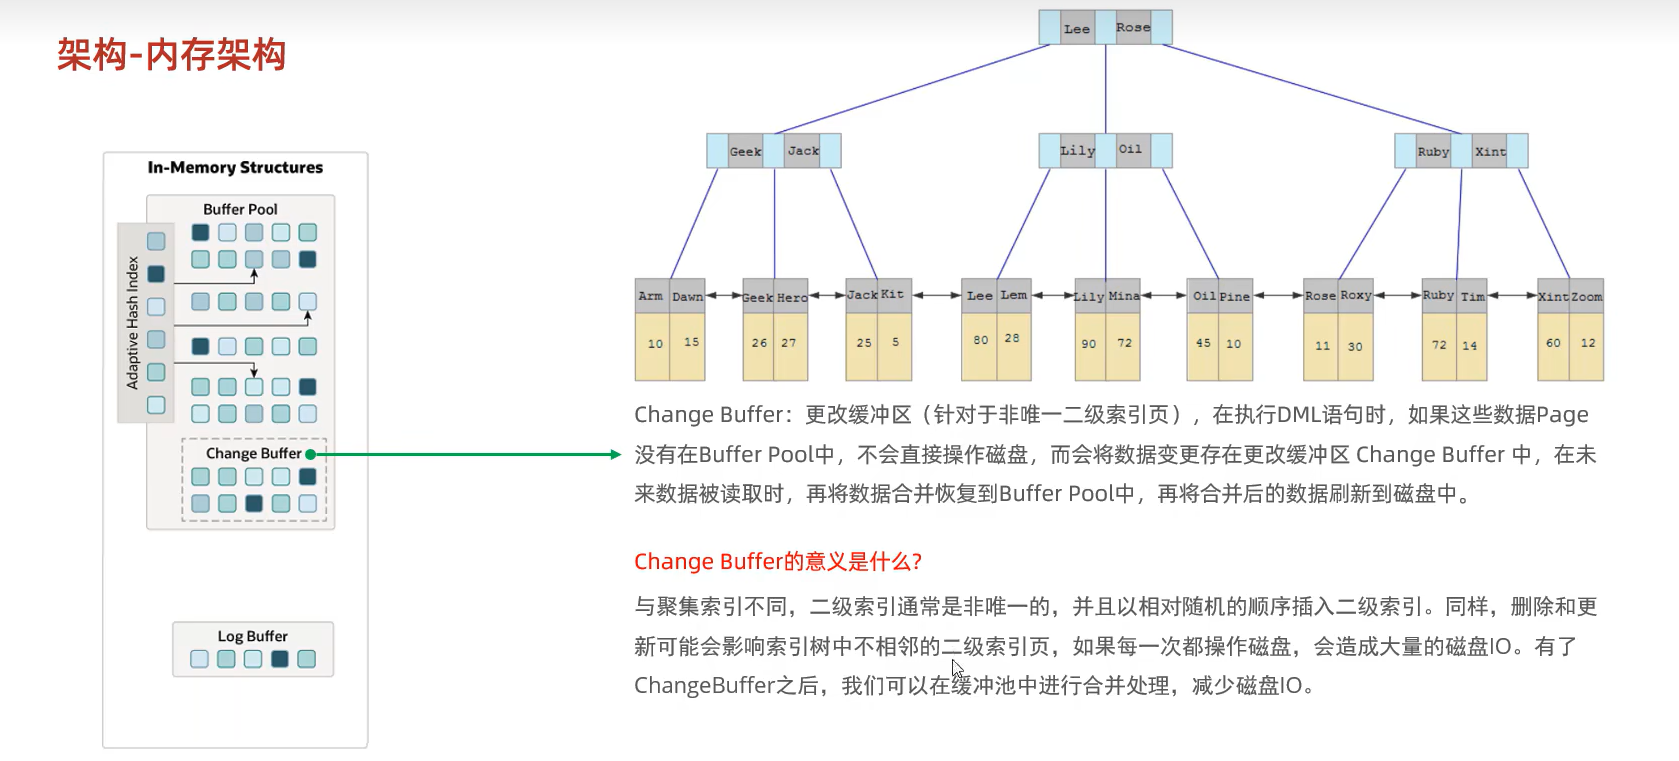 架构-内存架构
In-Memory Structures
Buffer Pool
Adaptive Hash Index
Change Buffer
Log Buffer
Lee Rose
Geek Jack
Lily Oil
Ruby Xint
Arm Dawn Geek Hero Jack Kit Lee Lem Lily Mina Oil Pine Rose Roxy Ruby Tim Xint Zoom
10 15 26 27 25 5 80 28 90 72 45 10 11 30 72 14 60 12
Change Buffer：更改缓冲区（针对于非唯一二级索引页），在执行DML语句时，如果这些数据Page
没有在Buffer Pool中，不会直接操作磁盘，而会将数据变更存在更改缓冲区 Change Buffer 中，在未
来数据被读取时，再将数据合并恢复到Buffer Pool中，再将合并后的数据刷新到磁盘中。
Change Buffer的意义是什么?
与聚集索引不同，二级索引通常是非唯一的，并且以相对随机的顺序插入二级索引。同样，删除和更
新可能会影响索引树中不相邻的二级索引页，如果每一次都操作磁盘，会造成大量的磁盘IO。有了
ChangeBuffer之后，我们可以在缓冲池中进行合并处理，减少磁盘IO。